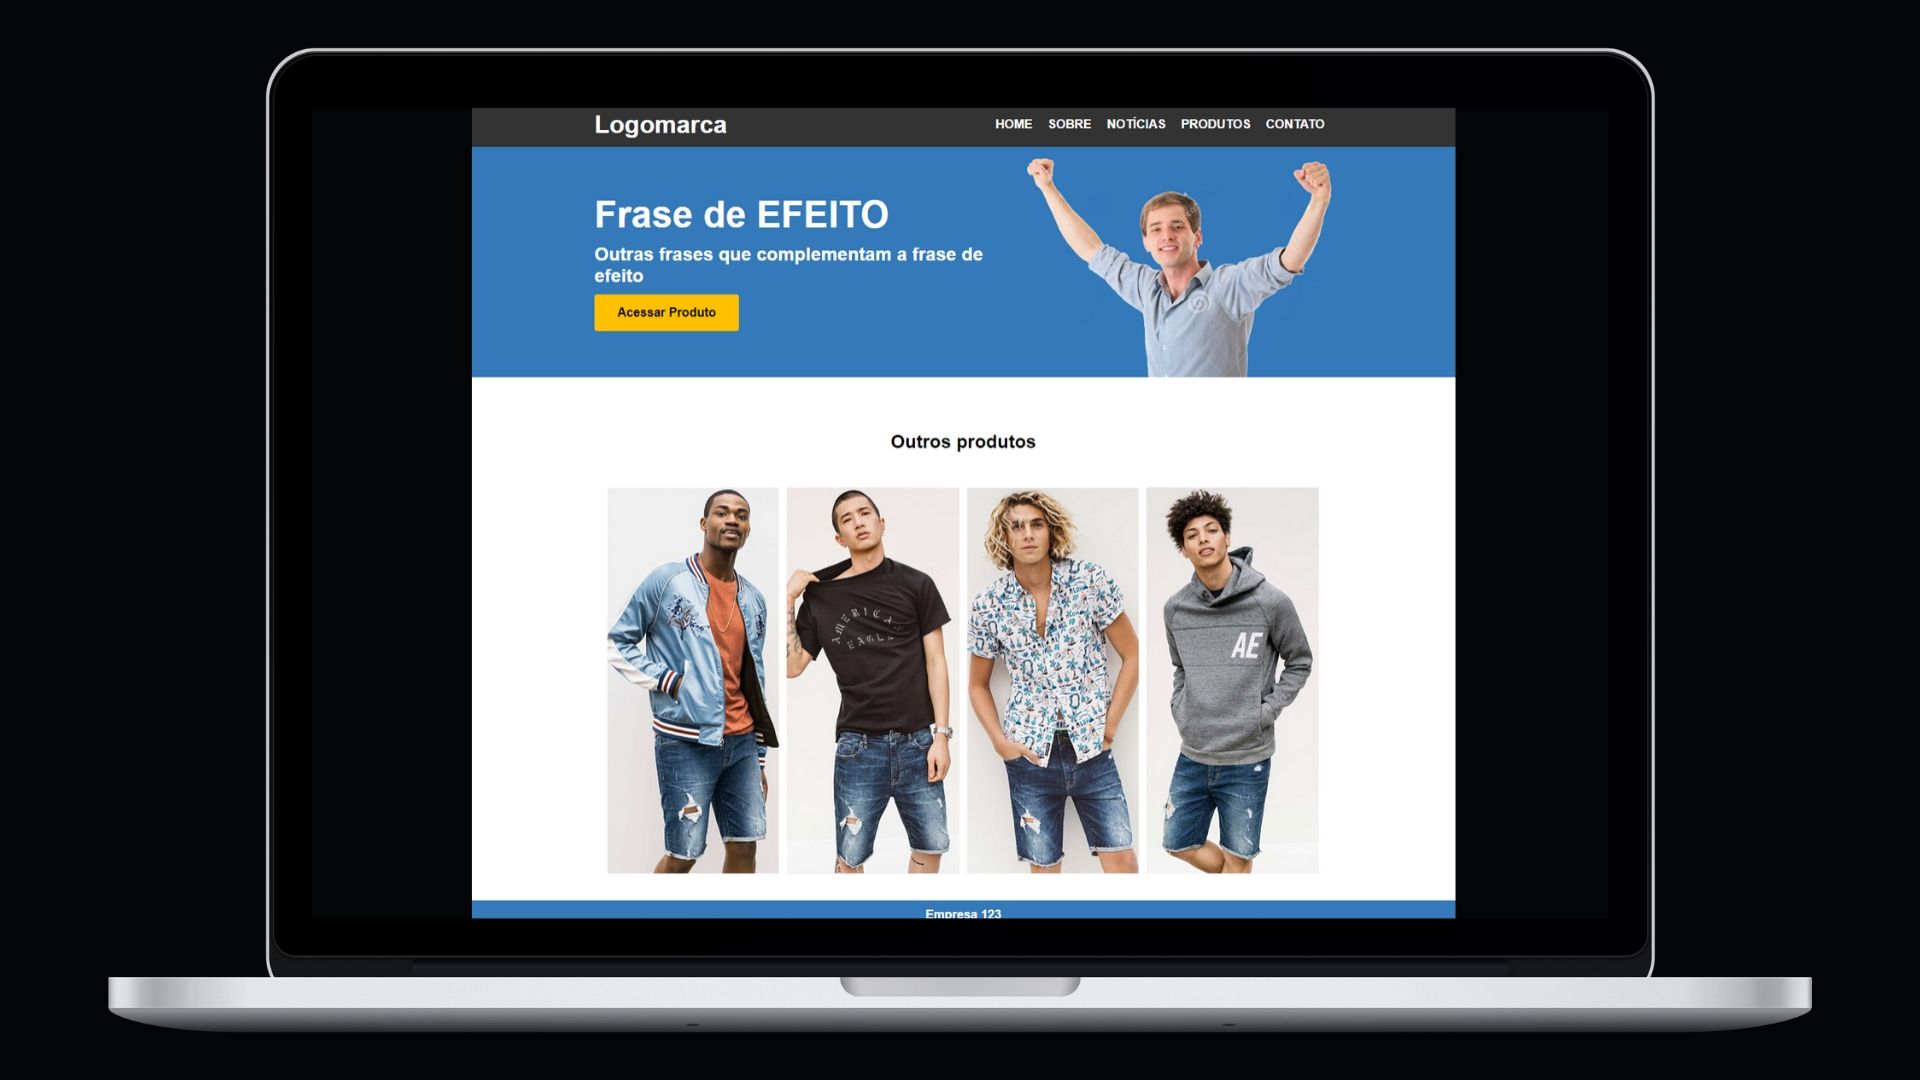 Logomarca
HOME SOBRE NOTÍCIAS PRODUTOS CONTATO
Frase de EFEITO
Outras frases que complementam a frase de
efeito
Acessar Produto
Outros produtos
AMERICAN
EAGLE
AE
Empresa 123